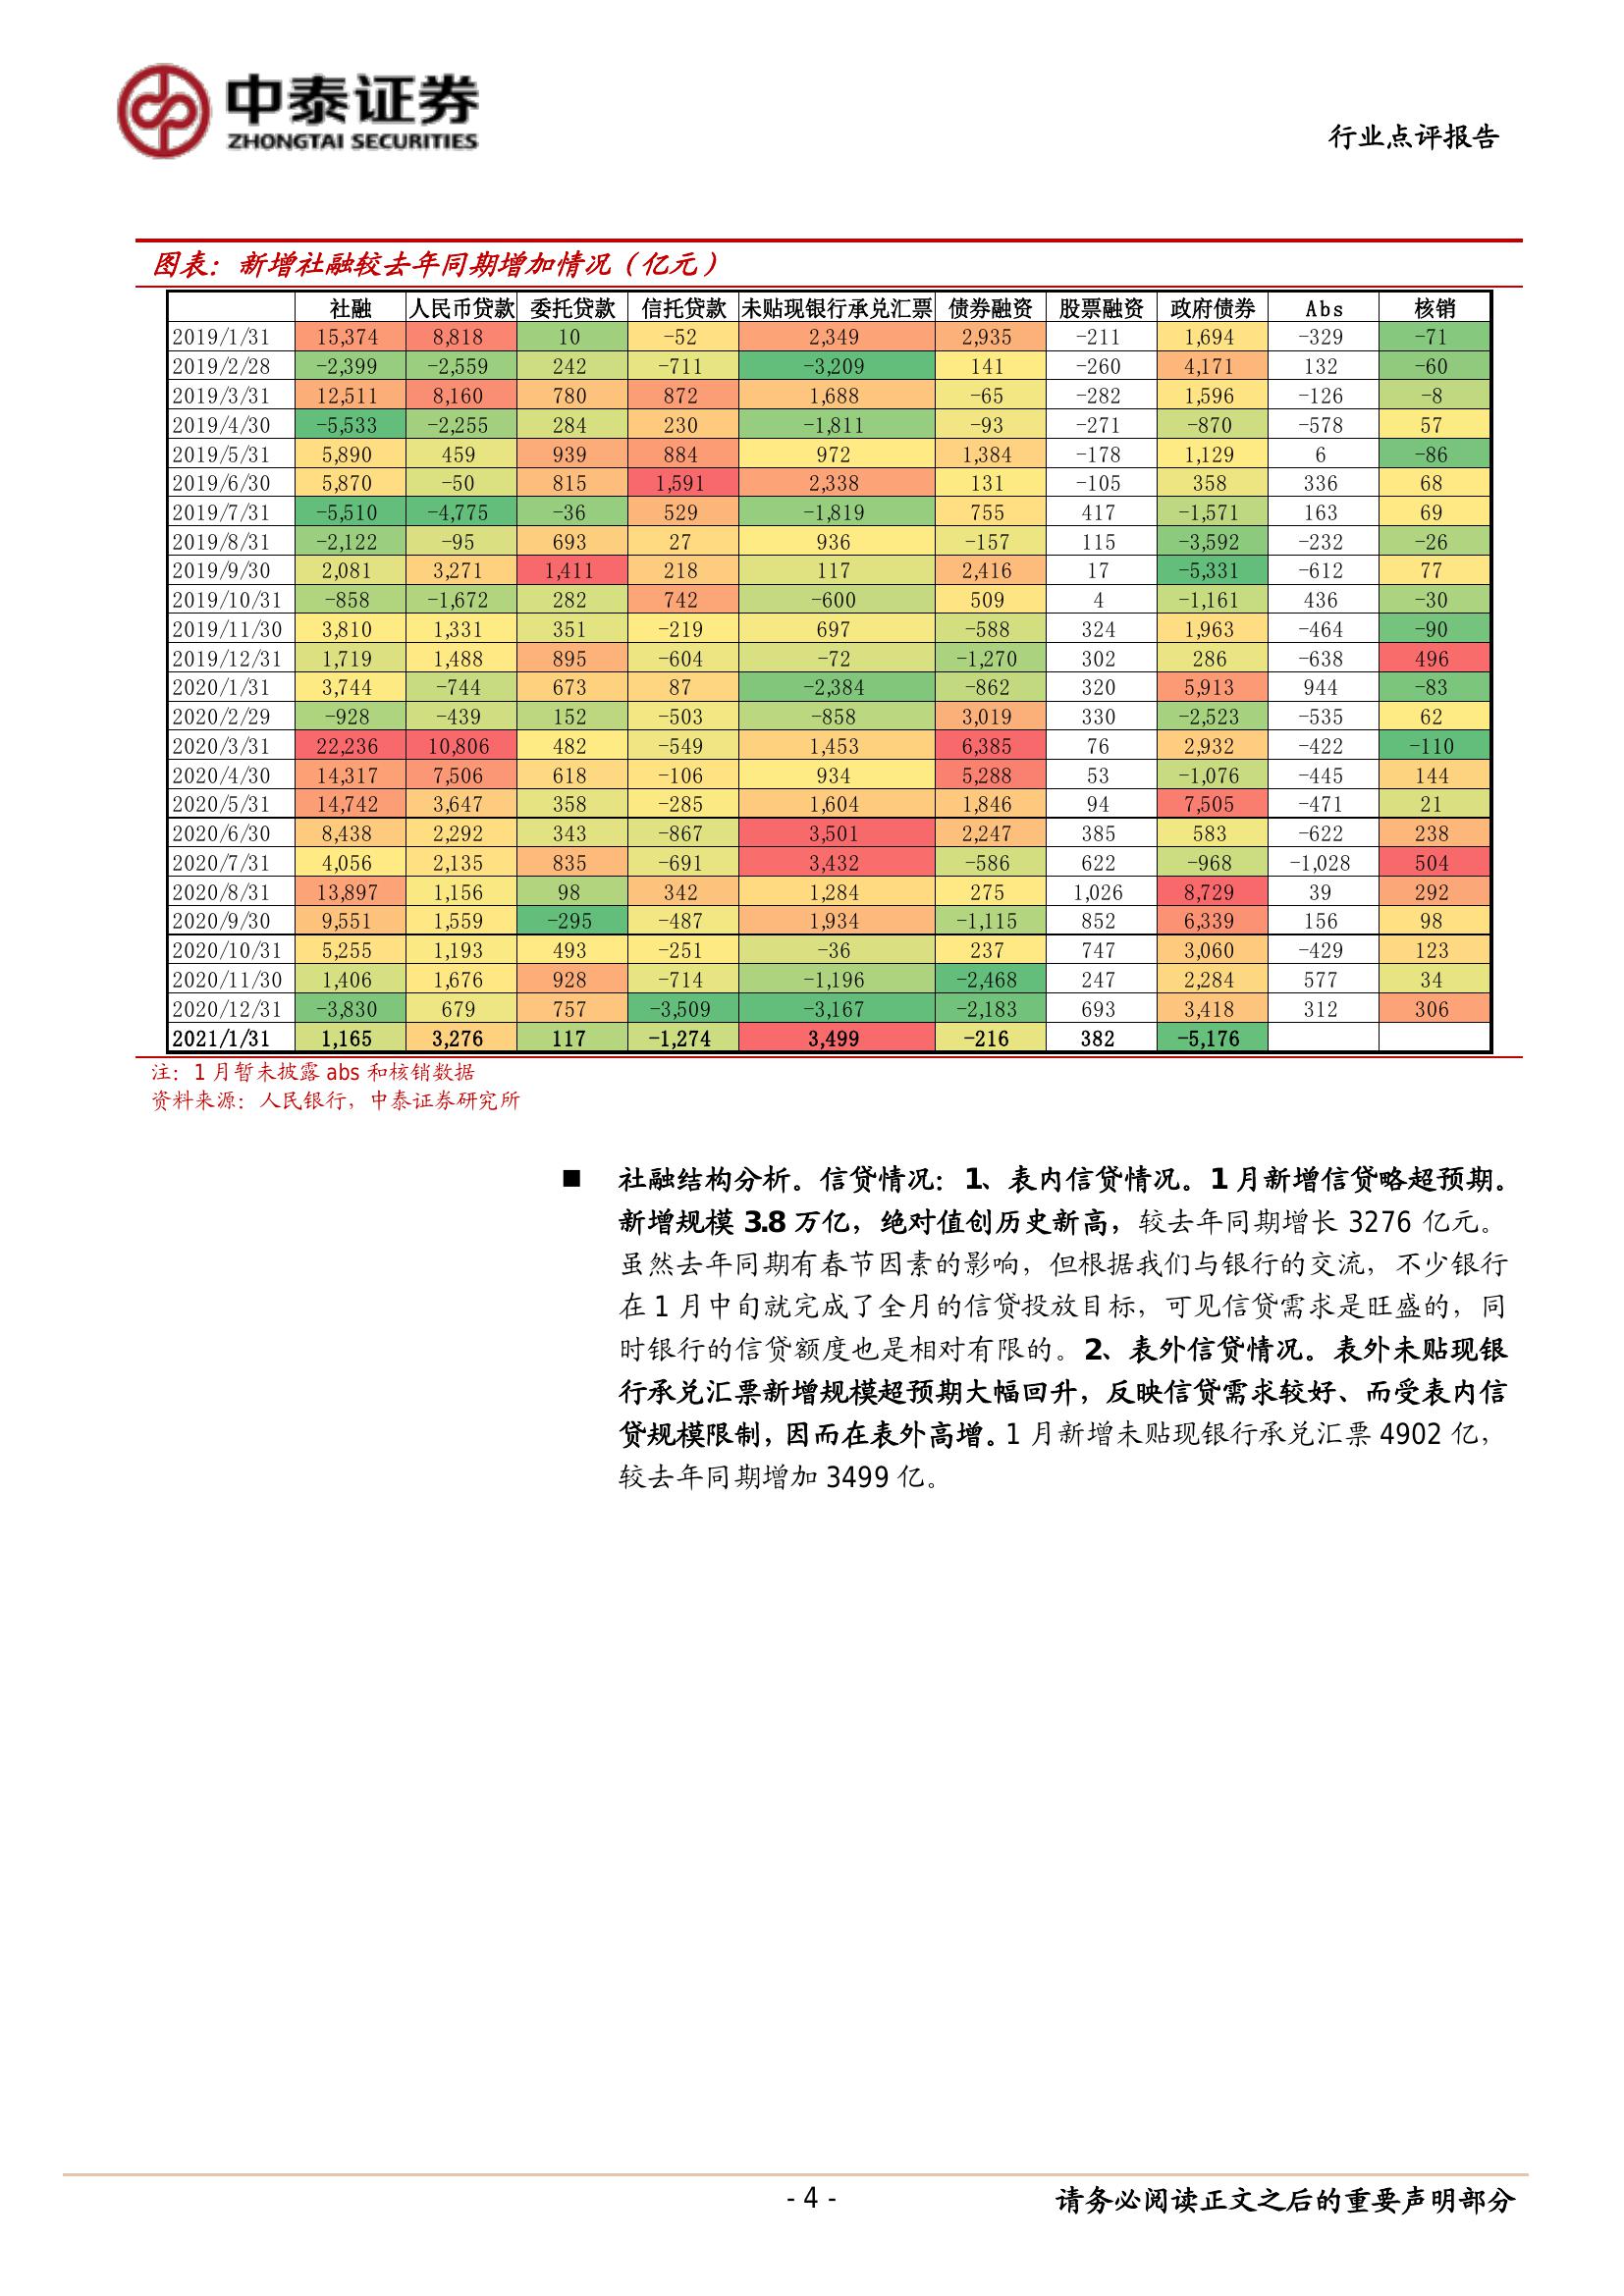 中泰证券
ZHONGTAI SECURITIES
行业点评报告
图表：新增社融较去年同期增加情况（亿元）
社融 人民币贷款 委托贷款 信托贷款 未贴现银行承兑汇票 债券融资 股票融资 政府债券 Abs 核销
2019/1/31 15,374 8,818 10 -52 2,349 2,935 -211 1,694 -329 -71
2019/2/28 -2,399 -2,559 242 -711 -3,209 141 -260 4,171 132 -60
2019/3/31 12,511 8,160 780 872 1,688 -65 -282 1,596 -126 -8
2019/4/30 -5,533 -2,255 284 230 -1,811 -93 -271 -870 -578 57
2019/5/31 5,890 459 939 884 972 1,384 -178 1,129 6 -86
2019/6/30 5,870 -50 815 1,591 2,338 131 -105 358 336 68
2019/7/31 -5,510 -4,775 -36 529 -1,819 755 417 -1,571 163 69
2019/8/31 -2,122 -95 693 27 936 -157 115 -3,592 -232 -26
2019/9/30 2,081 3,271 1,411 218 117 2,416 17 -5,331 -612 77
2019/10/31 -858 -1,672 282 742 -600 509 4 -1,161 436 -30
2019/11/30 3,810 1,331 351 -219 697 -588 324 1,963 -464 -90
2019/12/31 1,719 1,488 895 -604 -72 -1,270 302 286 -638 496
2020/1/31 3,744 -744 673 87 -2,384 -862 320 5,913 944 -83
2020/2/29 -928 -439 152 -503 -858 3,019 330 -2,523 -535 62
2020/3/31 22,236 10,806 482 -549 1,453 6,385 76 2,932 -422 -110
2020/4/30 14,317 7,506 618 -106 934 5,288 53 -1,076 -445 144
2020/5/31 14,742 3,647 358 -285 1,604 1,846 94 7,505 -471 21
2020/6/30 8,438 2,292 343 -867 3,501 2,247 385 583 -622 238
2020/7/31 4,056 2,135 835 -691 3,432 -586 622 -968 -1,028 504
2020/8/31 13,897 1,156 98 342 1,284 275 1,026 8,729 39 292
2020/9/30 9,551 1,559 -295 -487 1,934 -1,115 852 6,339 156 98
2020/10/31 5,255 1,193 493 -251 -36 237 747 3,060 -429 123
2020/11/30 1,406 1,676 928 -714 -1,196 -2,468 247 2,284 577 34
2020/12/31 -3,830 679 757 -3,509 -3,167 -2,183 693 3,418 312 306
2021/1/31 1,165 3,276 117 -1,274 3,499 -216 382 -5,176
注：1 月暂未披露 abs 和核销数据
资料来源：人民银行，中泰证券研究所
■ 社融结构分析。信贷情况：1、表内信贷情况。1 月新增信贷略超预期。
新增规模 3.8 万亿，绝对值创历史新高，较去年同期增长 3276 亿元。
虽然去年同期有春节因素的影响，但根据我们与银行的交流，不少银行
在 1 月中旬就完成了全月的信贷投放目标，可见信贷需求是旺盛的，同
时银行的信贷额度也是相对有限的。2、表外信贷情况。表外未贴现银
行承兑汇票新增规模超预期大幅回升，反映信贷需求较好、而受表内信
贷规模限制，因而在表外高增。1 月新增未贴现银行承兑汇票 4902 亿，
较去年同期增加 3499 亿。
- 4 -
请务必阅读正文之后的重要声明部分